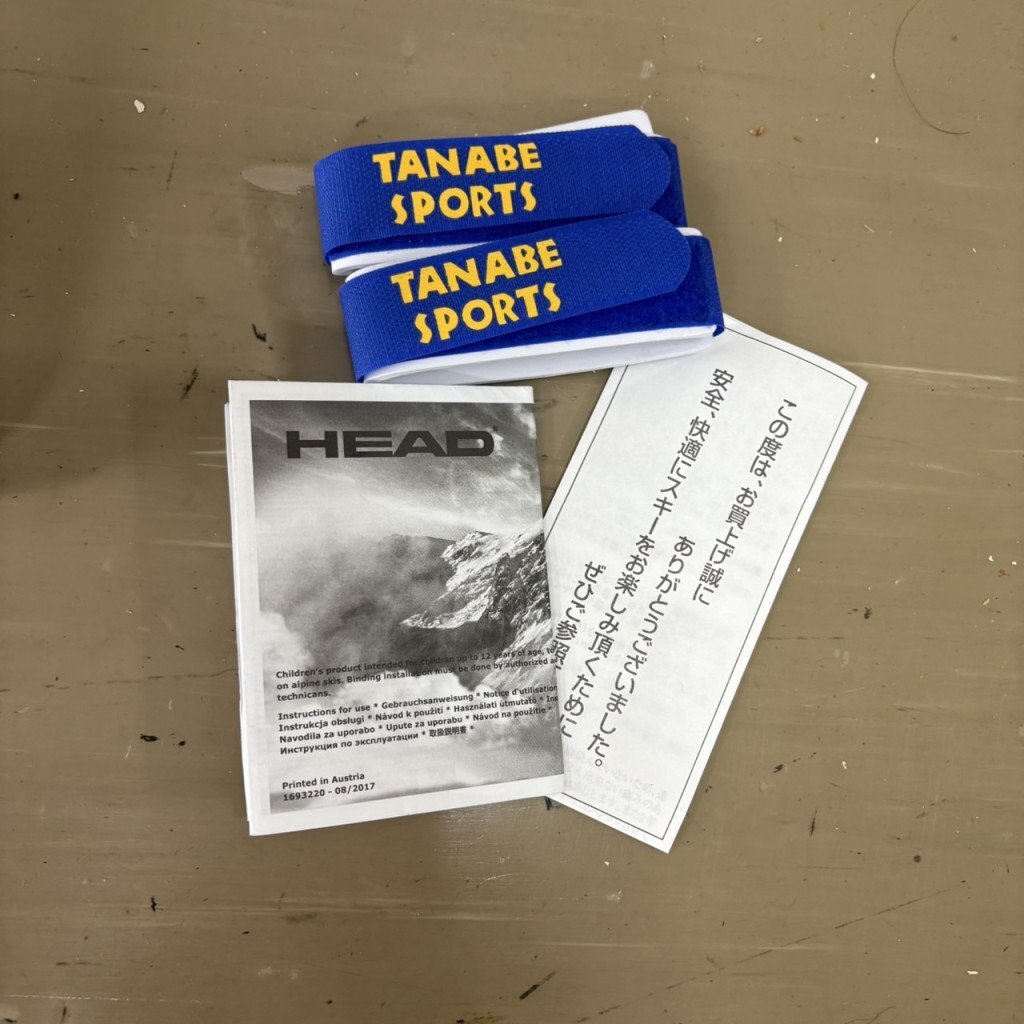 TANABE
SPORTS
TANABE
SPORTS
HEAD
Children's product intended for children up to 12 years of age,
on alpine skis. Binding installation must be done by authorized
technicans.
Instructions for use * Gebrauchsanweisung * Notice d'utilisation
Instrukcja obsługi * Návod k použití * Használati útmutató *
Navodila za uporabo * Upute za uporabu * Návod na použitie *
Инструкция по эксплуатации * 取扱説明書 *
Printed in Austria
1693220 - 08/2017
この度は、お買上げ誠に
ありがとうございました。
安全、快適にスキーをお楽しみ頂くために
ぜひご参照